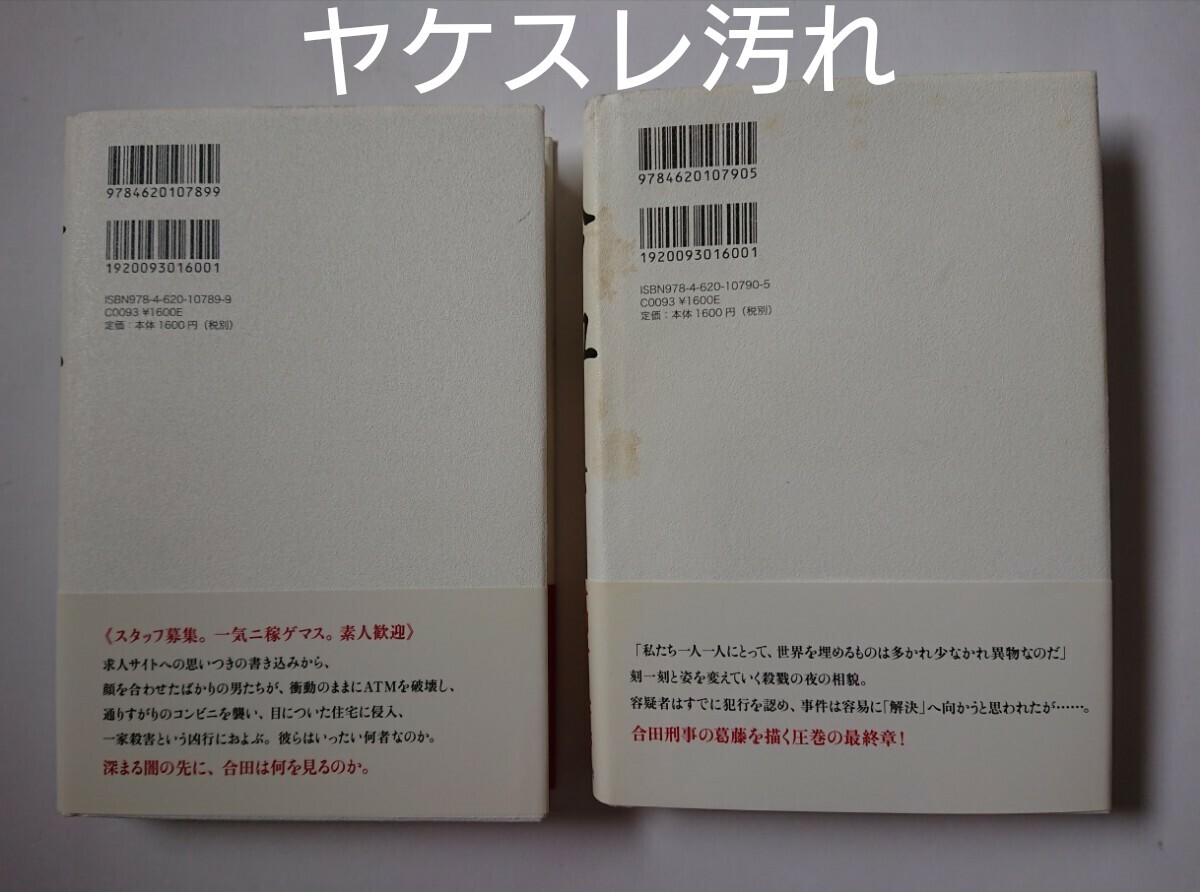 ヤケスレ汚れ
9784620107899
1920093016001
ISBN978-4-620-10789-9
C0093 ¥1600E
定価：本体1600円（税別）
《スタッフ募集。一気ニ稼ゲマス。素人歓迎》
求人サイトへの思いつきの書き込みから、
顔を合わせたばかりの男たちが、衝動のままにATMを破壊し、
通りすがりのコンビニを襲い、目についた住宅に侵入、
一家殺害という凶行におよぶ。彼らはいったい何者なのか。
深まる闇の先に、合田は何を見るのか。
9784620107905
1920093016001
ISBN978-4-620-10790-5
C0093 ¥1600E
定価：本体1600円（税別）
「私たち一人一人にとって、世界を埋めるものは多かれ少なかれ異物なのだ」
刻一刻と姿を変えていく殺戮の夜の相貌。
容疑者はすでに犯行を認め、事件は容易に「解決」へ向かうと思われたが……。
合田刑事の葛藤を描く圧巻の最終章！